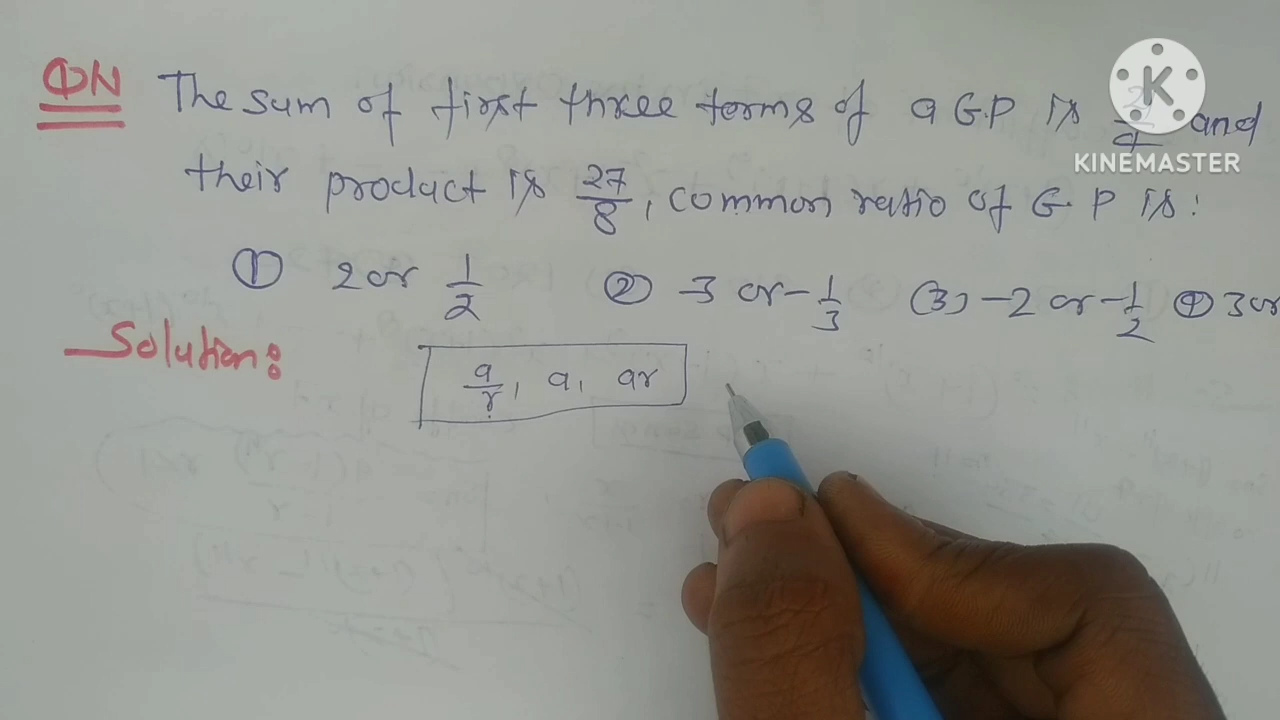 QN The sum of first three terms of a G.P is and
KINEMASTER
their product is 27/8, common ratio of G.P is:
① 2 or 1/2 ② -3 or -1/3 (3) -2 or -1/2 ④ 3 or
Solution:
a/r, a, ar